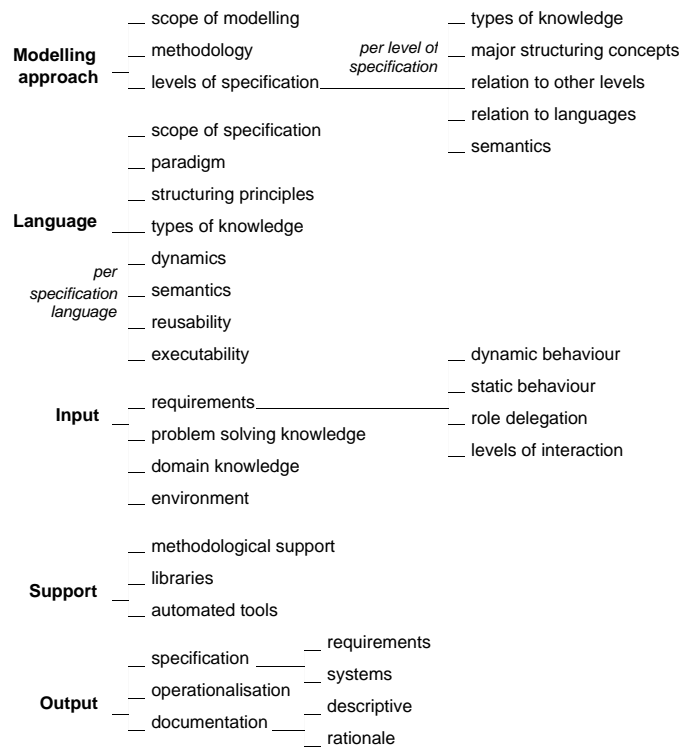 Modelling
approach
scope of modelling
methodology
levels of specification
per level of
specification
types of knowledge
major structuring concepts
relation to other levels
relation to languages
semantics
Language
per
specification
language
scope of specification
paradigm
structuring principles
types of knowledge
dynamics
semantics
reusability
executability
Input
requirements
problem solving knowledge
domain knowledge
environment
dynamic behaviour
static behaviour
role delegation
levels of interaction
Support
methodological support
libraries
automated tools
Output
specification
operationalisation
documentation
requirements
systems
descriptive
rationale